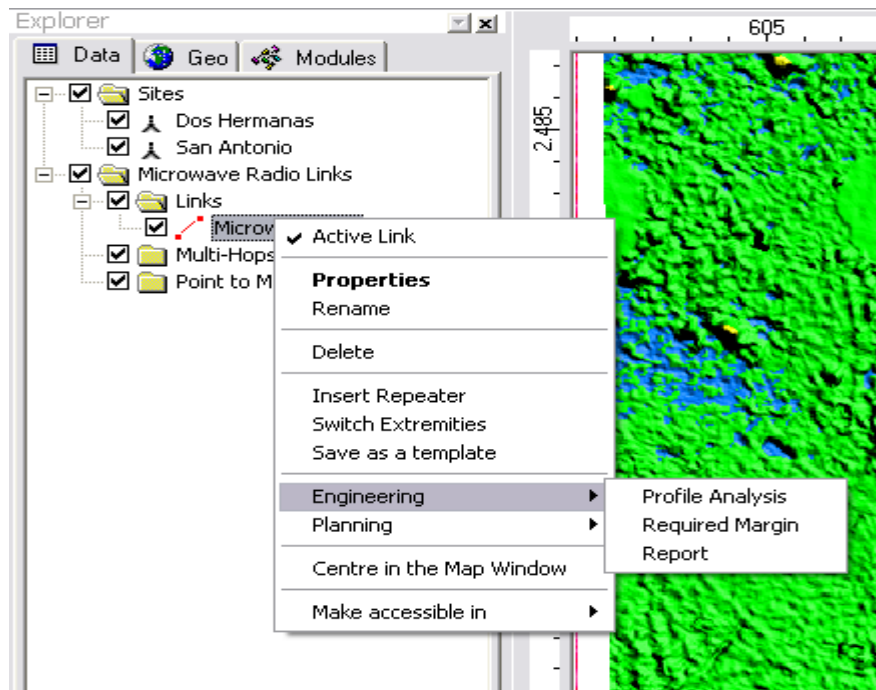 Explorer
Data Geo Modules
Sites
Dos Hermanas
San Antonio
Microwave Radio Links
Links
Microw
Multi-Hops
Point to M
Active Link
Properties
Rename
Delete
Insert Repeater
Switch Extremities
Save as a template
Engineering
Planning
Centre in the Map Window
Make accessible in
Profile Analysis
Required Margin
Report
605
2.485